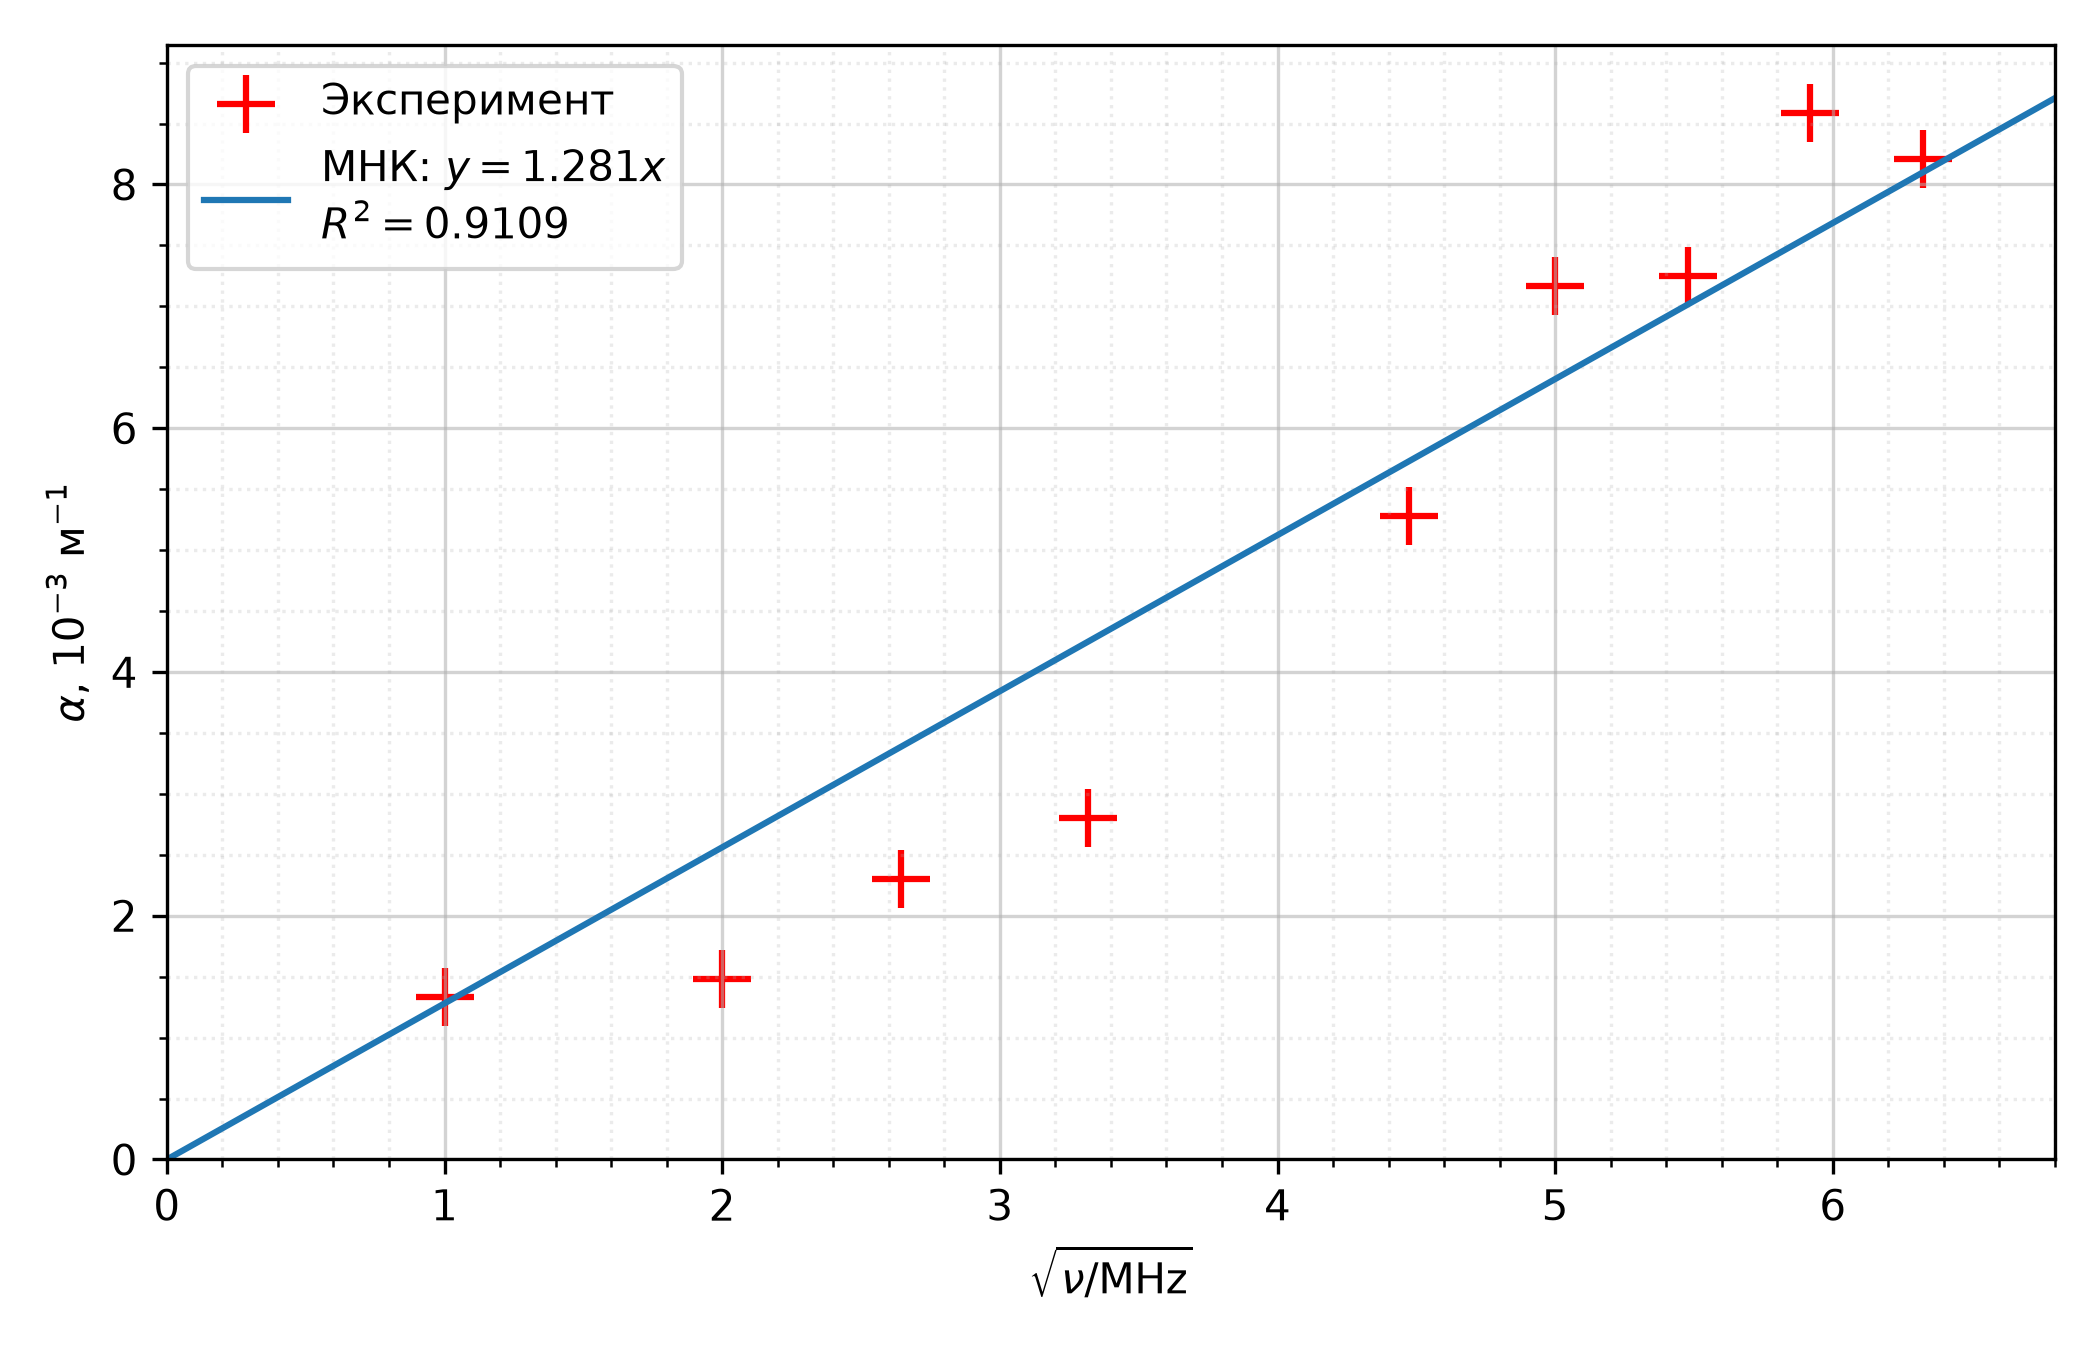 Эксперимент
МНК: y = 1.281x
R² = 0.9109
8
6
4
2
0
α, 10⁻³ м⁻¹
0 1 2 3 4 5 6
√ν/MHz